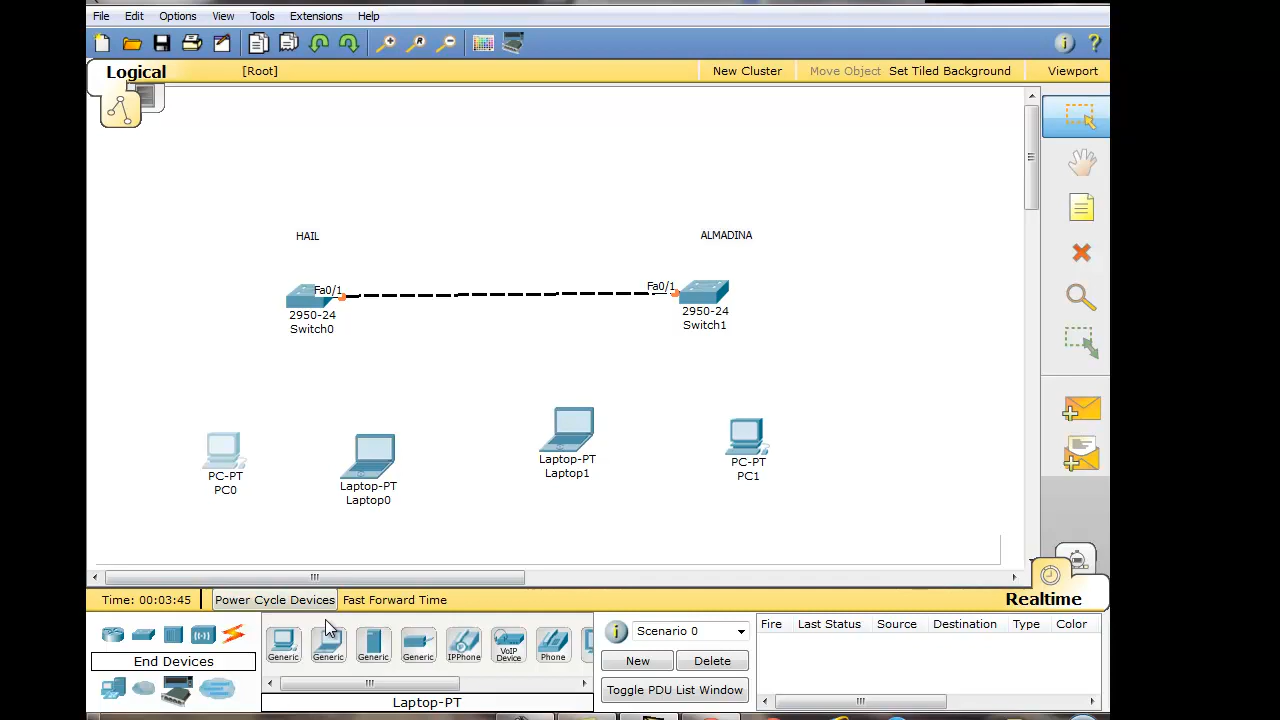 File Edit Options View Tools Extensions Help
Logical [Root] New Cluster Move Object Set Tiled Background Viewport
HAIL ALMADINA
Fa0/1 Fa0/1
2950-24 2950-24
Switch0 Switch1
PC-PT Laptop-PT Laptop-PT PC-PT
PC0 Laptop0 Laptop1 PC1
Time: 00:03:45 Power Cycle Devices Fast Forward Time Realtime
End Devices
Generic Generic Generic Generic IPPhone VoIP Device Phone
Laptop-PT
Scenario 0
New Delete
Toggle PDU List Window
Fire Last Status Source Destination Type Color